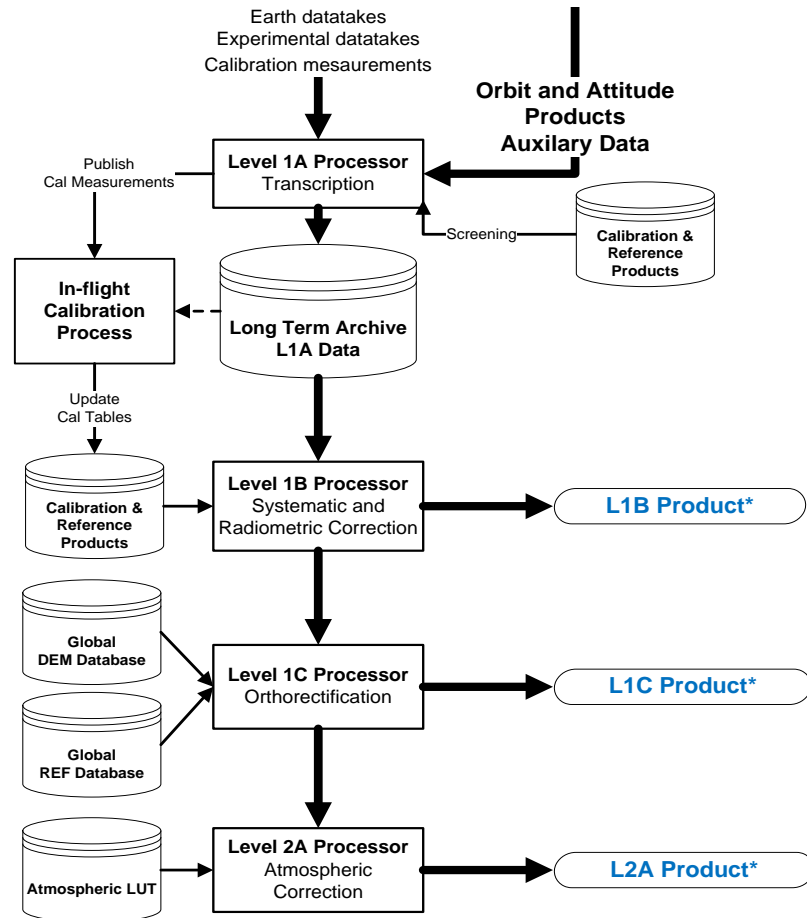 Earth datatakes
Experimental datatakes
Calibration mesaurements
Orbit and Attitude
Products
Auxilary Data
Publish
Cal Measurements
Level 1A Processor
Transcription
Screening
Calibration &
Reference
Products
In-flight
Calibration
Process
Long Term Archive
L1A Data
Update
Cal Tables
Calibration &
Reference
Products
Level 1B Processor
Systematic and
Radiometric Correction
L1B Product*
Global
DEM Database
Level 1C Processor
Orthorectification
L1C Product*
Global
REF Database
Atmospheric LUT
Level 2A Processor
Atmospheric
Correction
L2A Product*